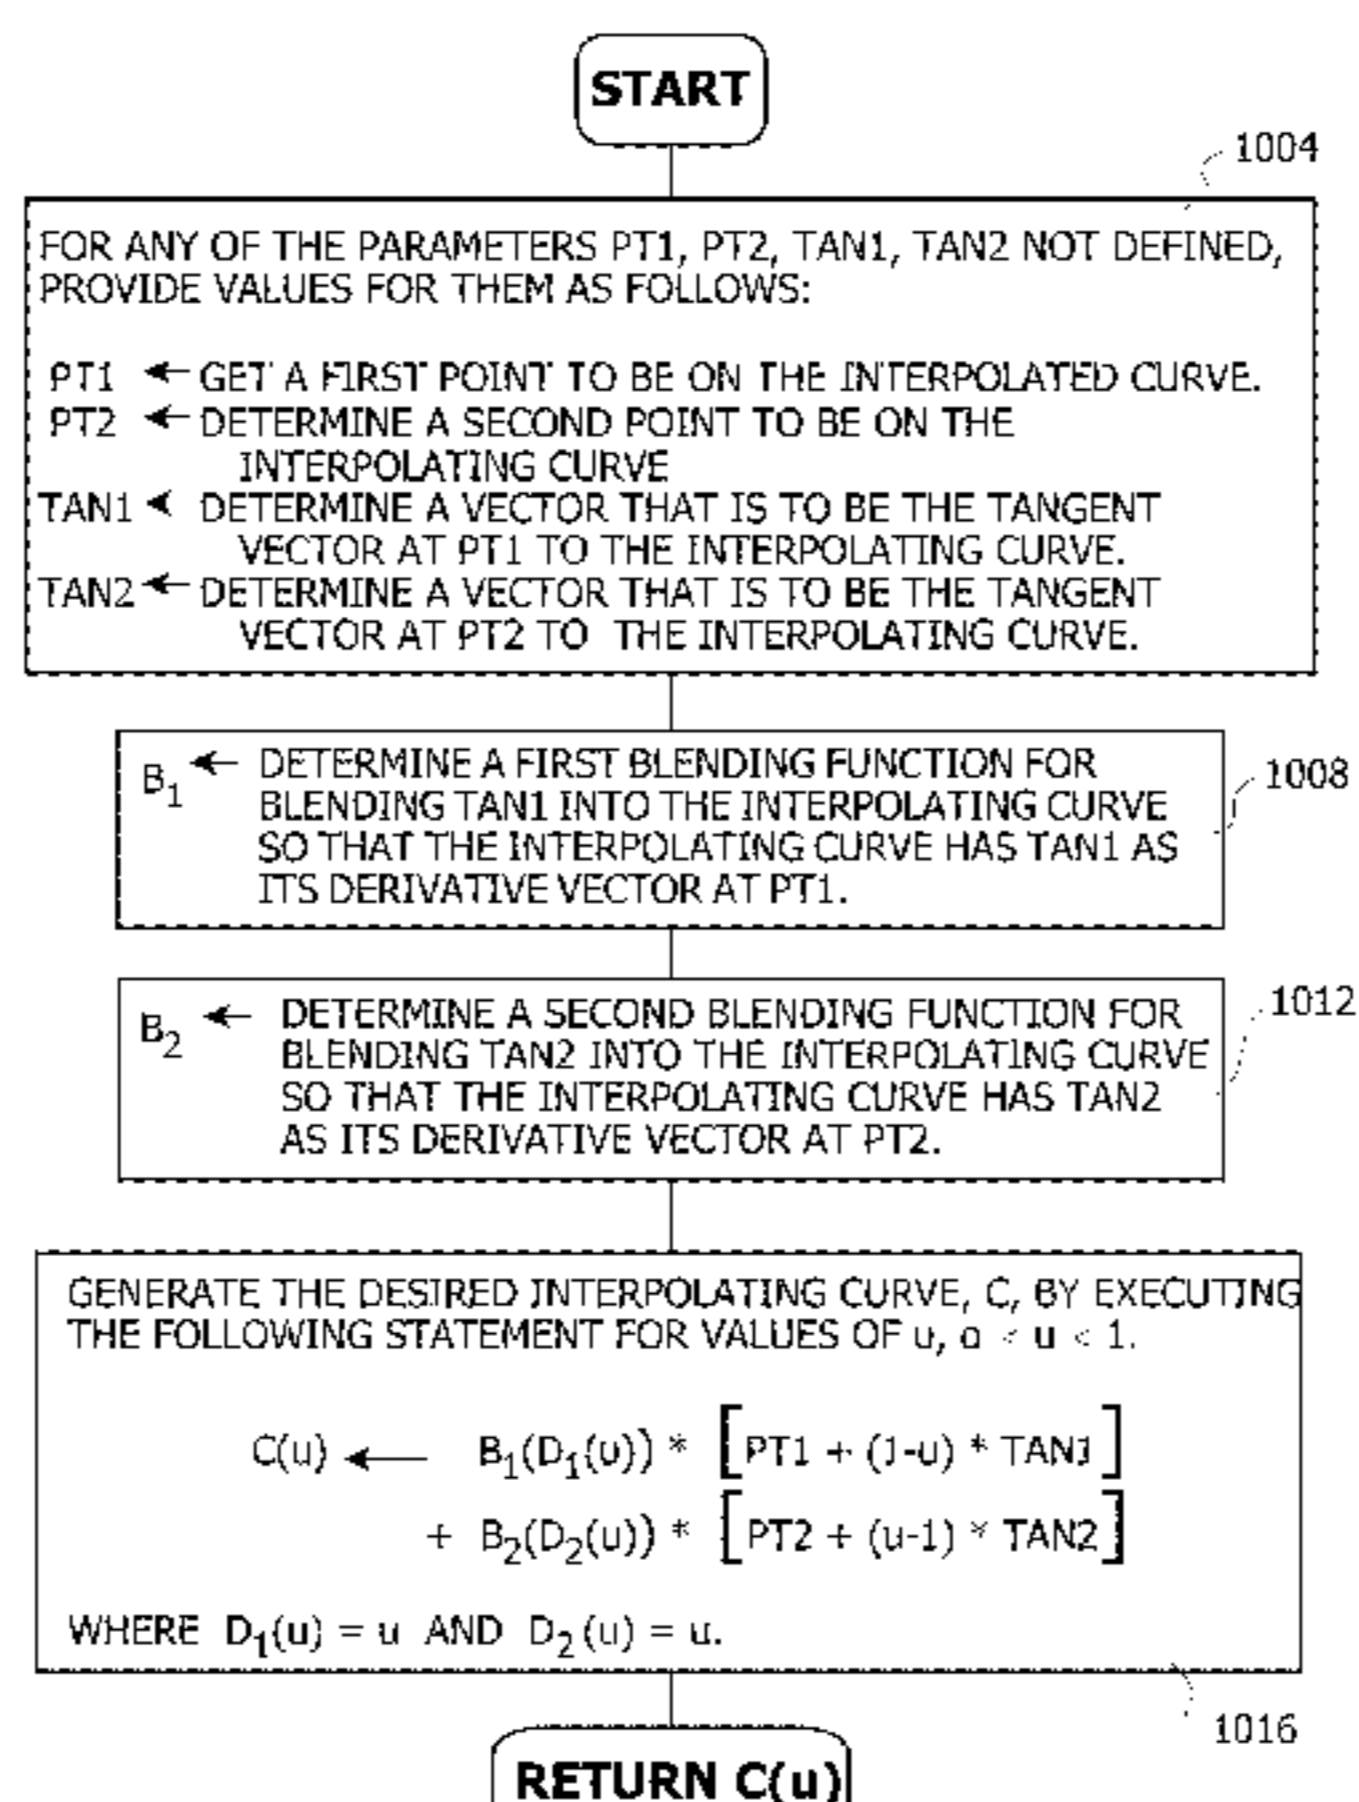 START
1004
FOR ANY OF THE PARAMETERS PT1, PT2, TAN1, TAN2 NOT DEFINED,
PROVIDE VALUES FOR THEM AS FOLLOWS:
PT1 ← GET A FIRST POINT TO BE ON THE INTERPOLATED CURVE.
PT2 ← DETERMINE A SECOND POINT TO BE ON THE
INTERPOLATING CURVE
TAN1 ← DETERMINE A VECTOR THAT IS TO BE THE TANGENT
VECTOR AT PT1 TO THE INTERPOLATING CURVE.
TAN2 ← DETERMINE A VECTOR THAT IS TO BE THE TANGENT
VECTOR AT PT2 TO THE INTERPOLATING CURVE.
B₁ ← DETERMINE A FIRST BLENDING FUNCTION FOR
BLENDING TAN1 INTO THE INTERPOLATING CURVE
SO THAT THE INTERPOLATING CURVE HAS TAN1 AS
ITS DERIVATIVE VECTOR AT PT1.
1008
B₂ ← DETERMINE A SECOND BLENDING FUNCTION FOR
BLENDING TAN2 INTO THE INTERPOLATING CURVE
SO THAT THE INTERPOLATING CURVE HAS TAN2
AS ITS DERIVATIVE VECTOR AT PT2.
1012
GENERATE THE DESIRED INTERPOLATING CURVE, C, BY EXECUTING
THE FOLLOWING STATEMENT FOR VALUES OF u, o < u < 1.
C(u) ← B₁(D₁(u)) * [PT1 + (1-u) * TAN1]
+ B₂(D₂(u)) * [PT2 + (u-1) * TAN2]
WHERE D₁(u) = u AND D₂(u) = u.
1016
RETURN C(u)